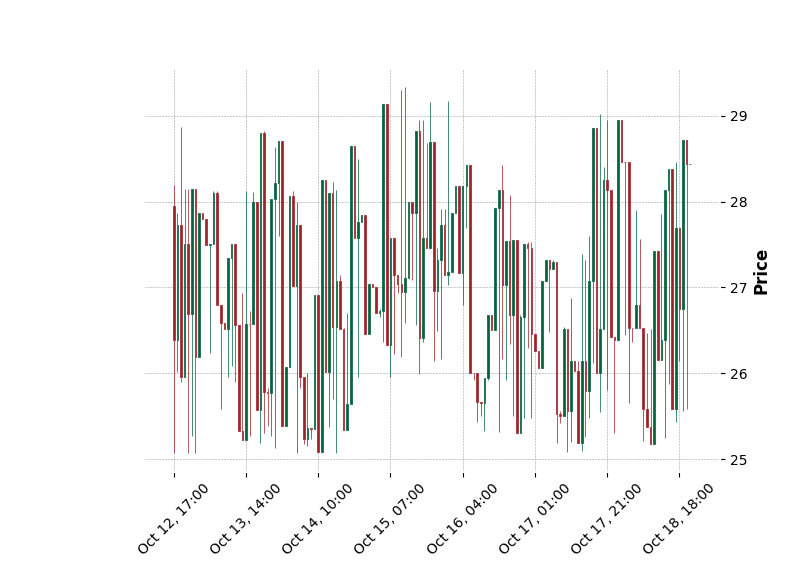 29
28
27
26
25
Price
Oct 12, 17:00
Oct 13, 14:00
Oct 14, 10:00
Oct 15, 07:00
Oct 16, 04:00
Oct 17, 01:00
Oct 17, 21:00
Oct 18, 18:00